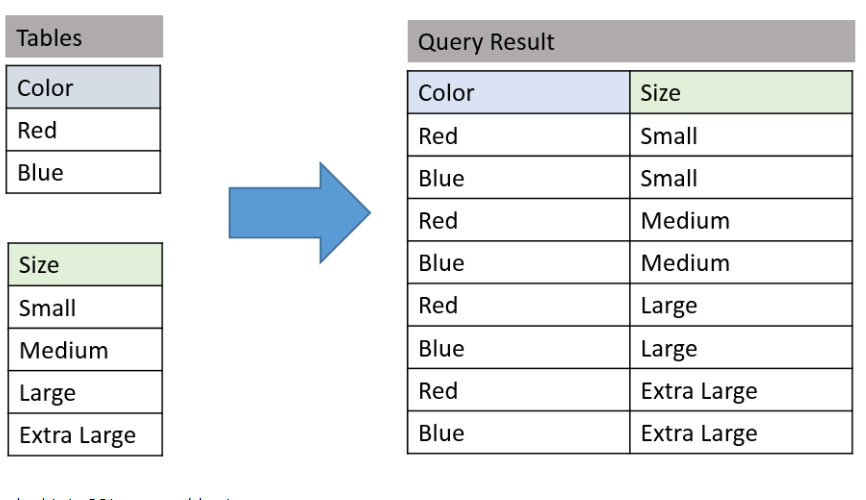 Tables
Color
Red
Blue
Size
Small
Medium
Large
Extra Large
Query Result
Color Size
Red Small
Blue Small
Red Medium
Blue Medium
Red Large
Blue Large
Red Extra Large
Blue Extra Large